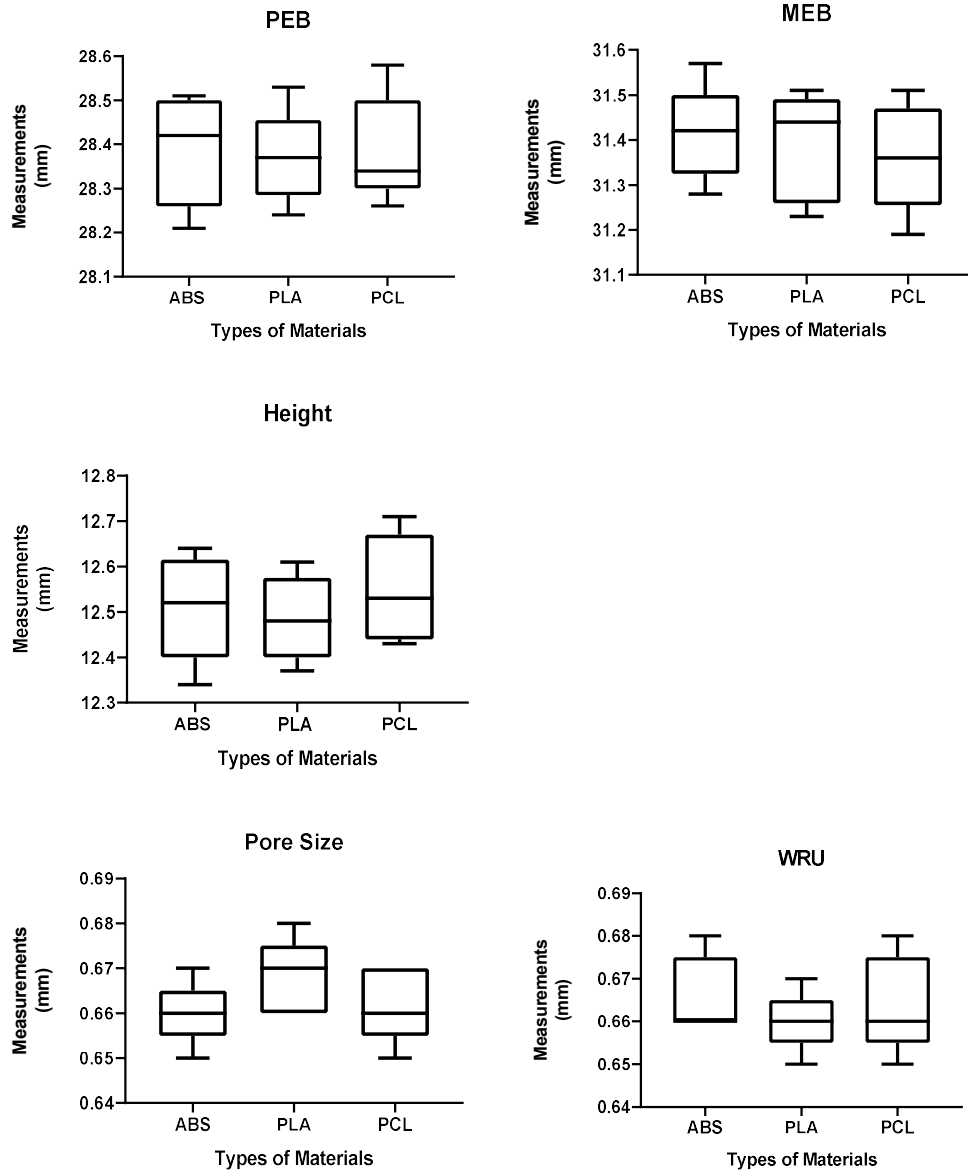 PEB
28.6
28.5
28.4
28.3
28.2
28.1
Measurements
(mm)
ABS PLA PCL
Types of Materials
MEB
31.6
31.5
31.4
31.3
31.2
31.1
Measurements
(mm)
ABS PLA PCL
Types of Materials
Height
12.8
12.7
12.6
12.5
12.4
12.3
Measurements
(mm)
ABS PLA PCL
Types of Materials
Pore Size
0.69
0.68
0.67
0.66
0.65
0.64
Measurements
(mm)
ABS PLA PCL
Types of Materials
WRU
0.69
0.68
0.67
0.66
0.65
0.64
Measurements
(mm)
ABS PLA PCL
Types of Materials